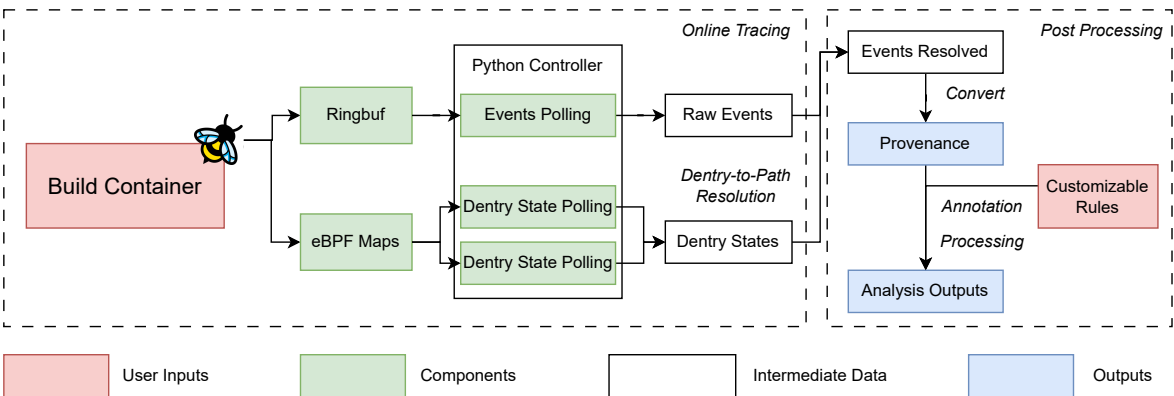 Online Tracing
Post Processing
Python Controller
Events Resolved
Convert
Ringbuf
Events Polling
Raw Events
Provenance
Build Container
Dentry-to-Path
Resolution
Customizable
Rules
Annotation
Dentry State Polling
eBPF Maps
Dentry States
Processing
Dentry State Polling
Analysis Outputs
User Inputs
Components
Intermediate Data
Outputs